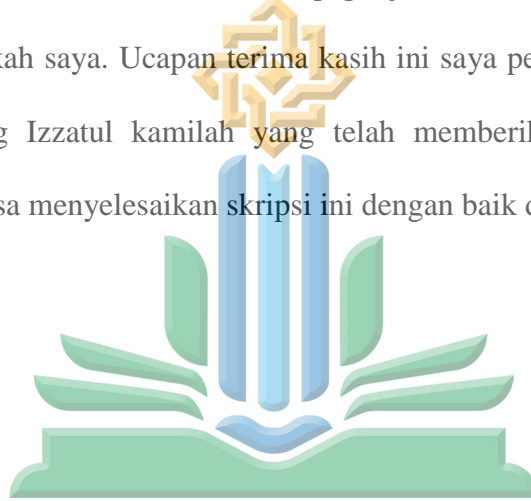 kah saya. Ucapan terima kasih ini saya pe
g Izzatul kamilah yang telah memberik
sa menyelesaikan skripsi ini dengan baik d